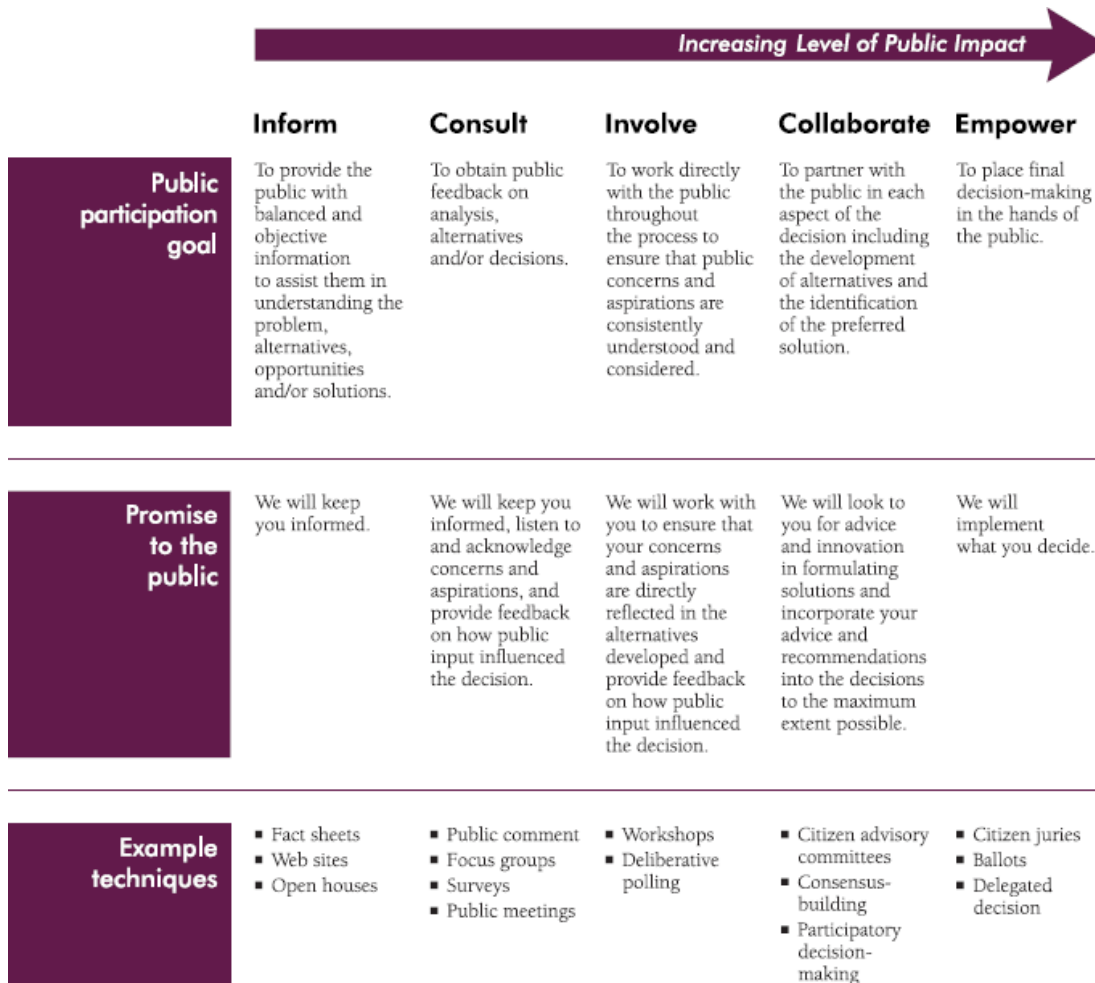 Increasing Level of Public Impact
Inform
Consult
Involve
Collaborate
Empower
Public
participation
goal
To provide the
public with
balanced and
objective
information
to assist them in
understanding the
problem,
alternatives,
opportunities
and/or solutions.
To obtain public
feedback on
analysis,
alternatives
and/or decisions.
To work directly
with the public
throughout
the process to
ensure that public
concerns and
aspirations are
consistently
understood and
considered.
To partner with
the public in each
aspect of the
decision including
the development
of alternatives and
the identification
of the preferred
solution.
To place final
decision-making
in the hands of
the public.
Promise
to the
public
We will keep
you informed.
We will keep you
informed, listen to
and acknowledge
concerns and
aspirations, and
provide feedback
on how public
input influenced
the decision.
We will work with
you to ensure that
your concerns
and aspirations
are directly
reflected in the
alternatives
developed and
provide feedback
on how public
input influenced
the decision.
We will look to
you for advice
and innovation
in formulating
solutions and
incorporate your
advice and
recommendations
into the decisions
to the maximum
extent possible.
We will
implement
what you decide.
Example
techniques
▪ Fact sheets
▪ Web sites
▪ Open houses
▪ Public comment
▪ Focus groups
▪ Surveys
▪ Public meetings
▪ Workshops
▪ Deliberative
polling
▪ Citizen advisory
committees
▪ Consensus-
building
▪ Participatory
decision-
making
▪ Citizen juries
▪ Ballots
▪ Delegated
decision